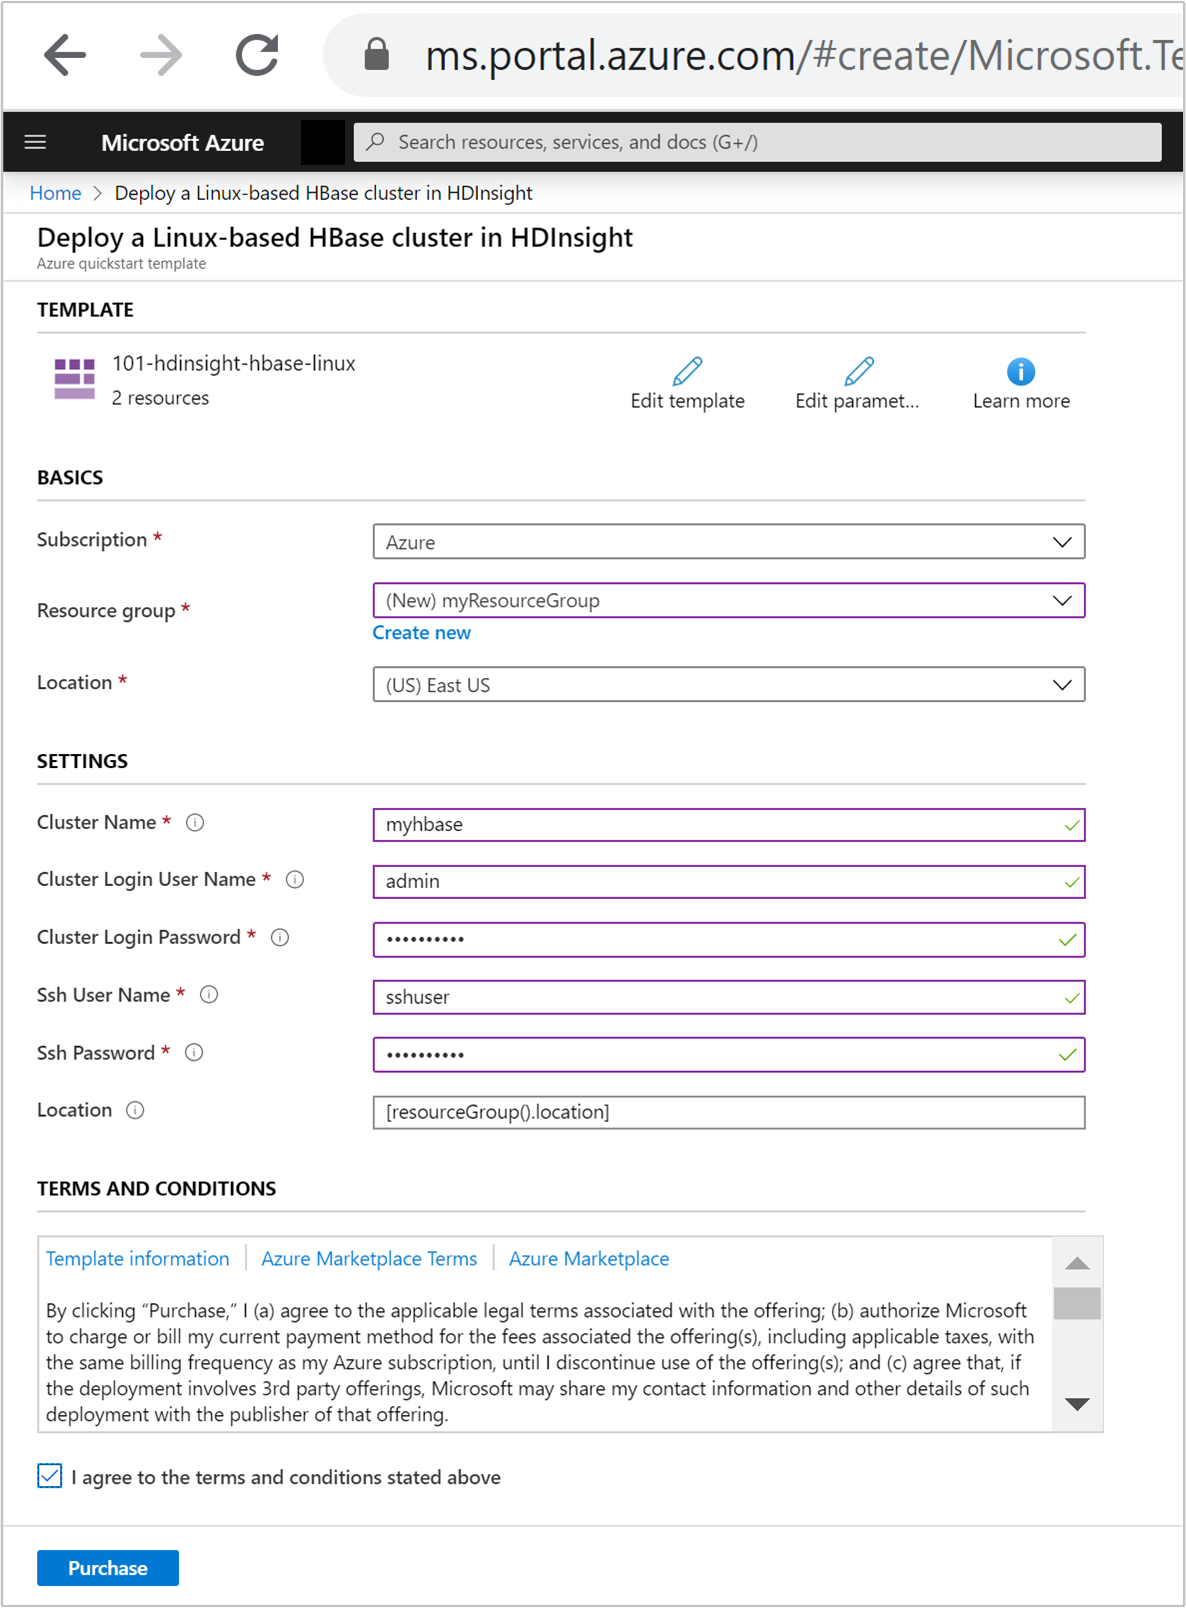 ms.portal.azure.com/#create/Microsoft.Te
Microsoft Azure
Search resources, services, and docs (G+/)
Home > Deploy a Linux-based HBase cluster in HDInsight
Deploy a Linux-based HBase cluster in HDInsight
Azure quickstart template
TEMPLATE
101-hdinsight-hbase-linux
2 resources
Edit template
Edit paramet...
Learn more
BASICS
Subscription *
Azure
Resource group *
(New) myResourceGroup
Create new
Location *
(US) East US
SETTINGS
Cluster Name *
myhbase
Cluster Login User Name *
admin
Cluster Login Password *
••••••••••
Ssh User Name *
sshuser
Ssh Password *
••••••••••
Location
[resourceGroup().location]
TERMS AND CONDITIONS
Template information | Azure Marketplace Terms | Azure Marketplace
By clicking “Purchase,” I (a) agree to the applicable legal terms associated with the offering; (b) authorize Microsoft
to charge or bill my current payment method for the fees associated the offering(s), including applicable taxes, with
the same billing frequency as my Azure subscription, until I discontinue use of the offering(s); and (c) agree that, if
the deployment involves 3rd party offerings, Microsoft may share my contact information and other details of such
deployment with the publisher of that offering.
I agree to the terms and conditions stated above
Purchase